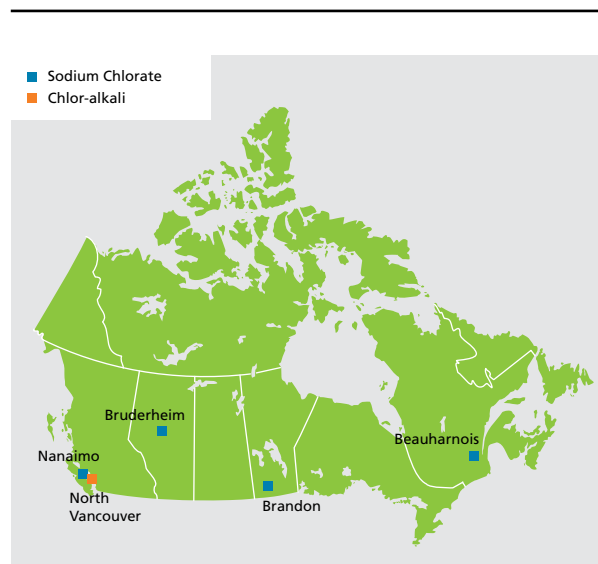 Sodium Chlorate
Chlor-alkali
Bruderheim
Beauharnois
Nanaimo
North
Vancouver
Brandon